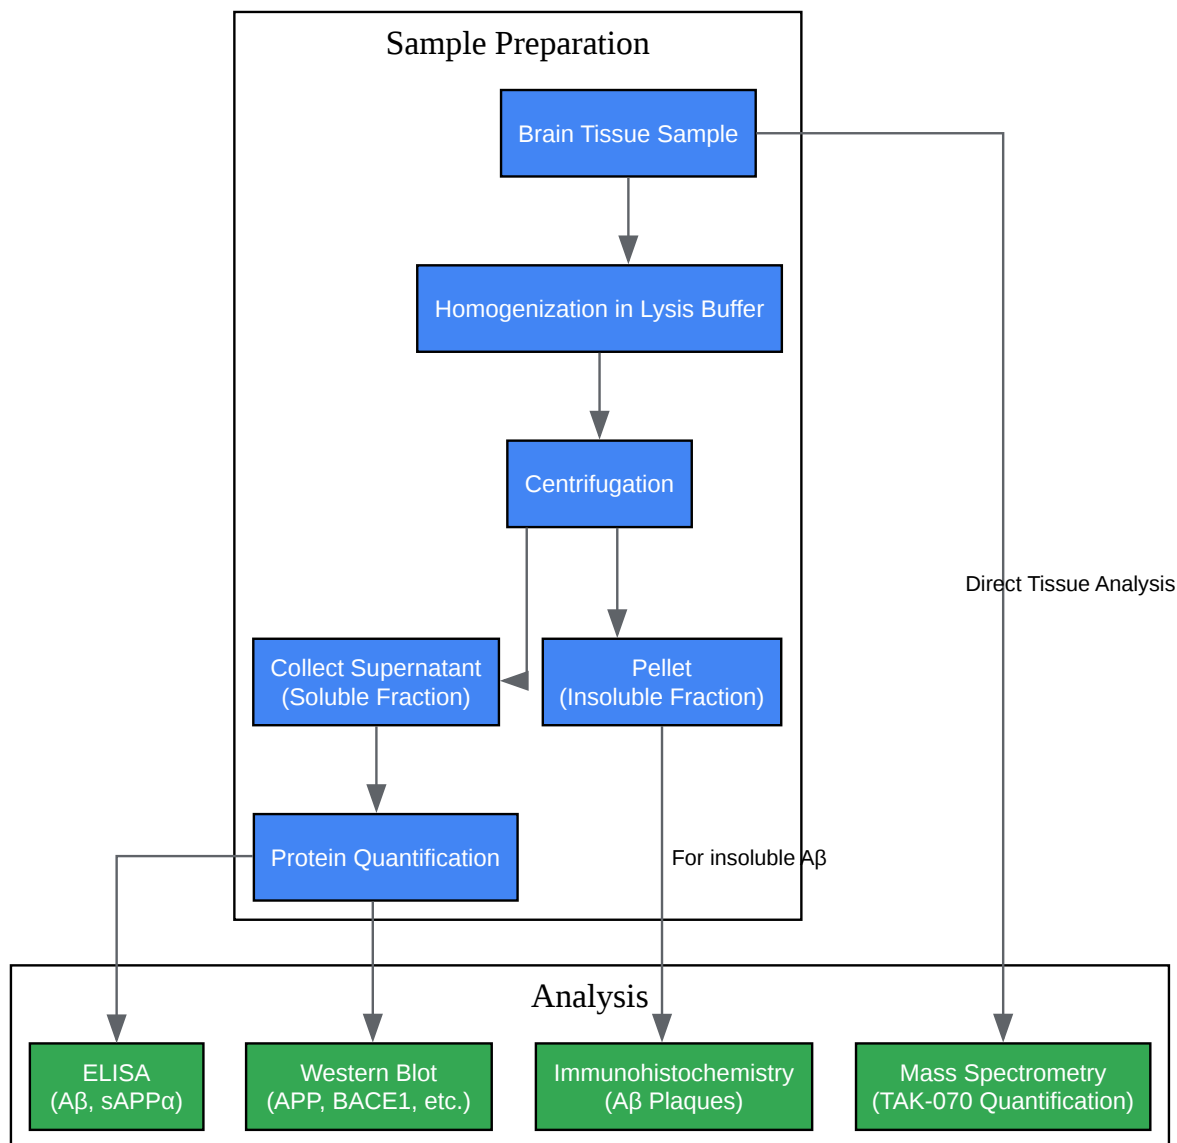 Sample Preparation
Brain Tissue Sample
Homogenization in Lysis Buffer
Centrifugation
Direct Tissue Analysis
Collect Supernatant
(Soluble Fraction)
Pellet
(Insoluble Fraction)
Protein Quantification
For insoluble Aβ
Analysis
ELISA
(Aβ, sAPPα)
Western Blot
(APP, BACE1, etc.)
Immunohistochemistry
(Aβ Plaques)
Mass Spectrometry
(TAK-070 Quantification)